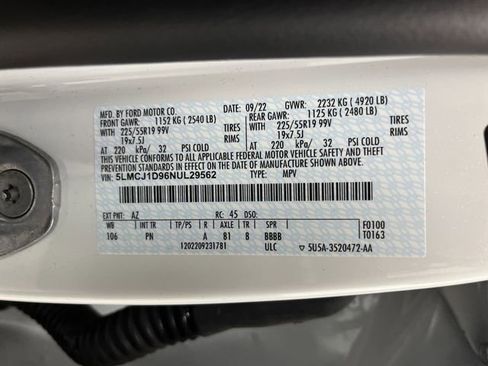 MFD. BY FORD MOTOR CO. DATE: 09/22 GVWR: 2232 KG ( 4920 LB)
FRONT GAWR: 1152 KG ( 2540 LB) REAR GAWR: 1125 KG ( 2480 LB)
WITH 225/55R19 99V TIRES WITH 225/55R19 99V TIRES
19x7.5J RIMS 19x7.5J RIMS
AT 220 kPa/ 32 PSI COLD AT 220 kPa/ 32 PSI COLD
THIS VEHICLE CONFORMS TO ALL APPLICABLE FEDERAL MOTOR VEHICLE SAFETY, BUMPER, AND THEFT
PREVENTION STANDARDS IN EFFECT ON THE DATE OF MANUFACTURE SHOWN ABOVE.
VIN: 5LMCJ1D96NUL29562 TYPE: MPV
EXT PNT: AZ RC: 45 DSO: F0100
WB INT TR TP/PS R AXLE TR SPR T0163
106 PN A B1 B BBBB
1202209231781 ULC ▽ 5U5A-3520472-AA